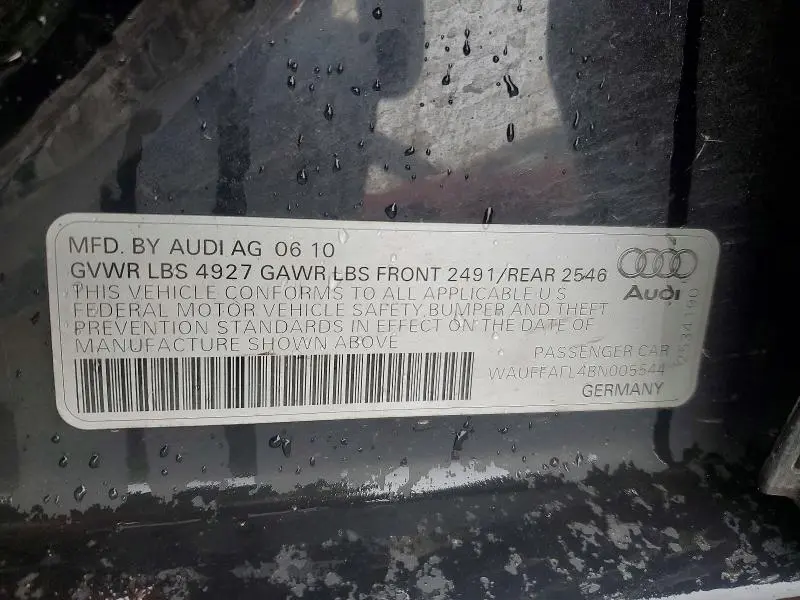 MFD. BY AUDI AG 06 10
GVWR LBS 4927 GAWR LBS FRONT 2491/REAR 2546
THIS VEHICLE CONFORMS TO ALL APPLICABLE U S
FEDERAL MOTOR VEHICLE SAFETY, BUMPER AND THEFT
PREVENTION STANDARDS IN EFFECT ON THE DATE OF
MANUFACTURE SHOWN ABOVE
Audi
PASSENGER CAR
WAUFFAFL4BN005544
GERMANY